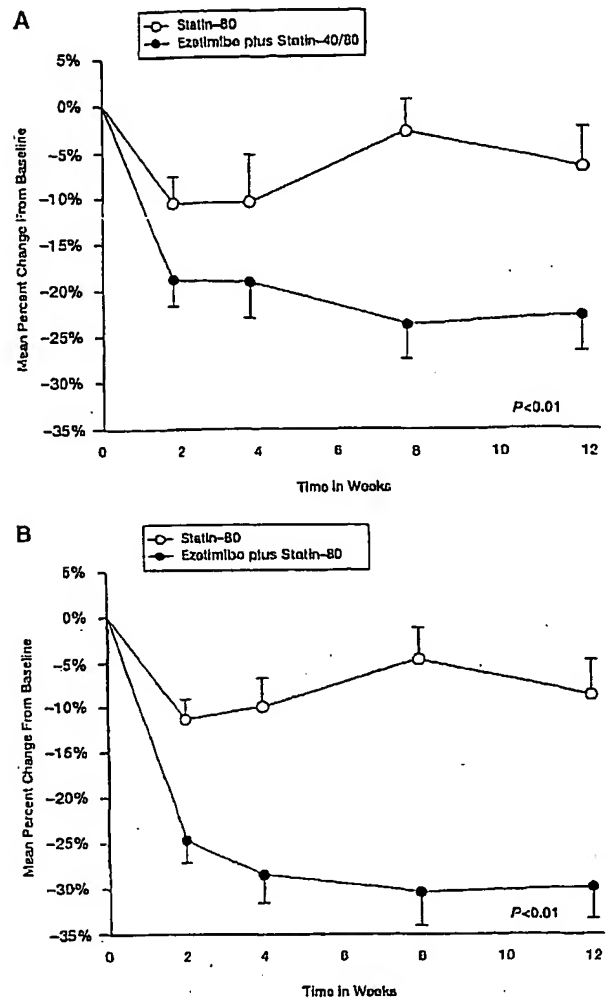 A
Statin–80
Ezetimibe plus Statin–40/80
5%
0%
–5%
–10%
–15%
–20%
–25%
–30%
–35%
Mean Percent Change From Baseline
P<0.01
0 2 4 6 8 10 12
Time in Weeks
B
Statin–80
Ezetimibe plus Statin–80
5%
0%
–5%
–10%
–15%
–20%
–25%
–30%
–35%
Mean Percent Change From Baseline
P<0.01
0 2 4 6 8 10 12
Time in Weeks